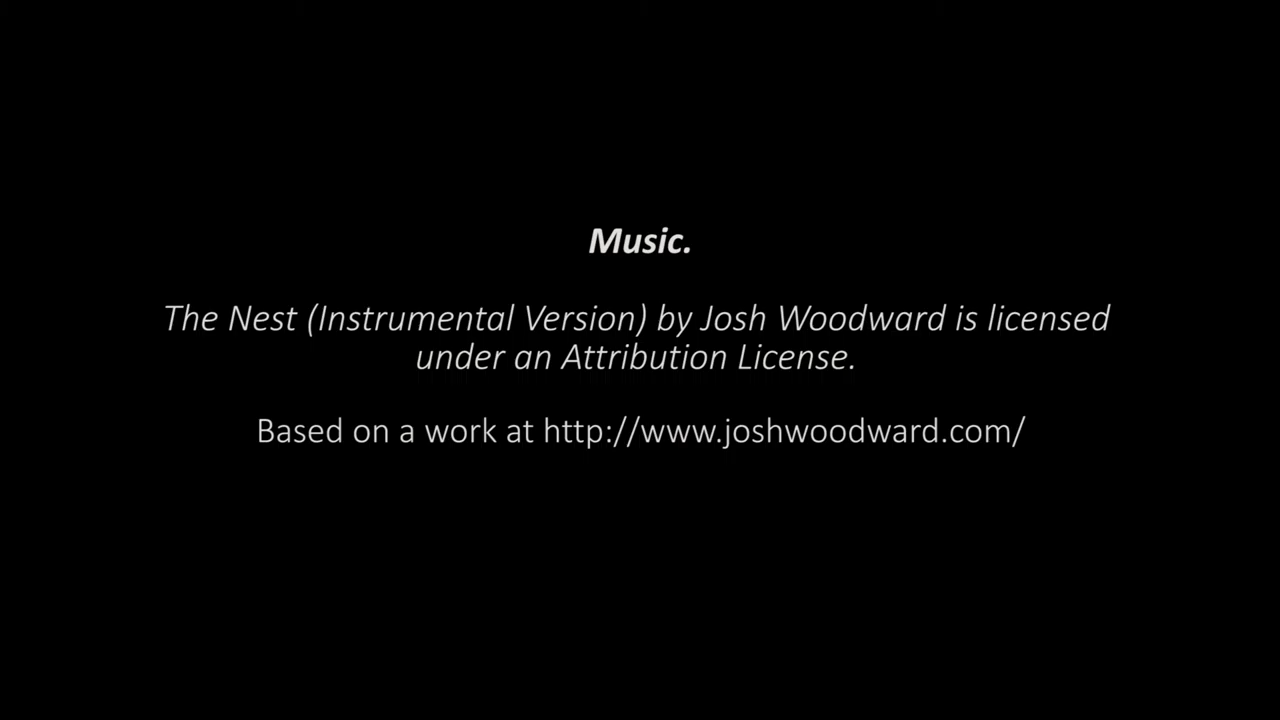 Music.
The Nest (Instrumental Version) by Josh Woodward is licensed
under an Attribution License.
Based on a work at http://www.joshwoodward.com/